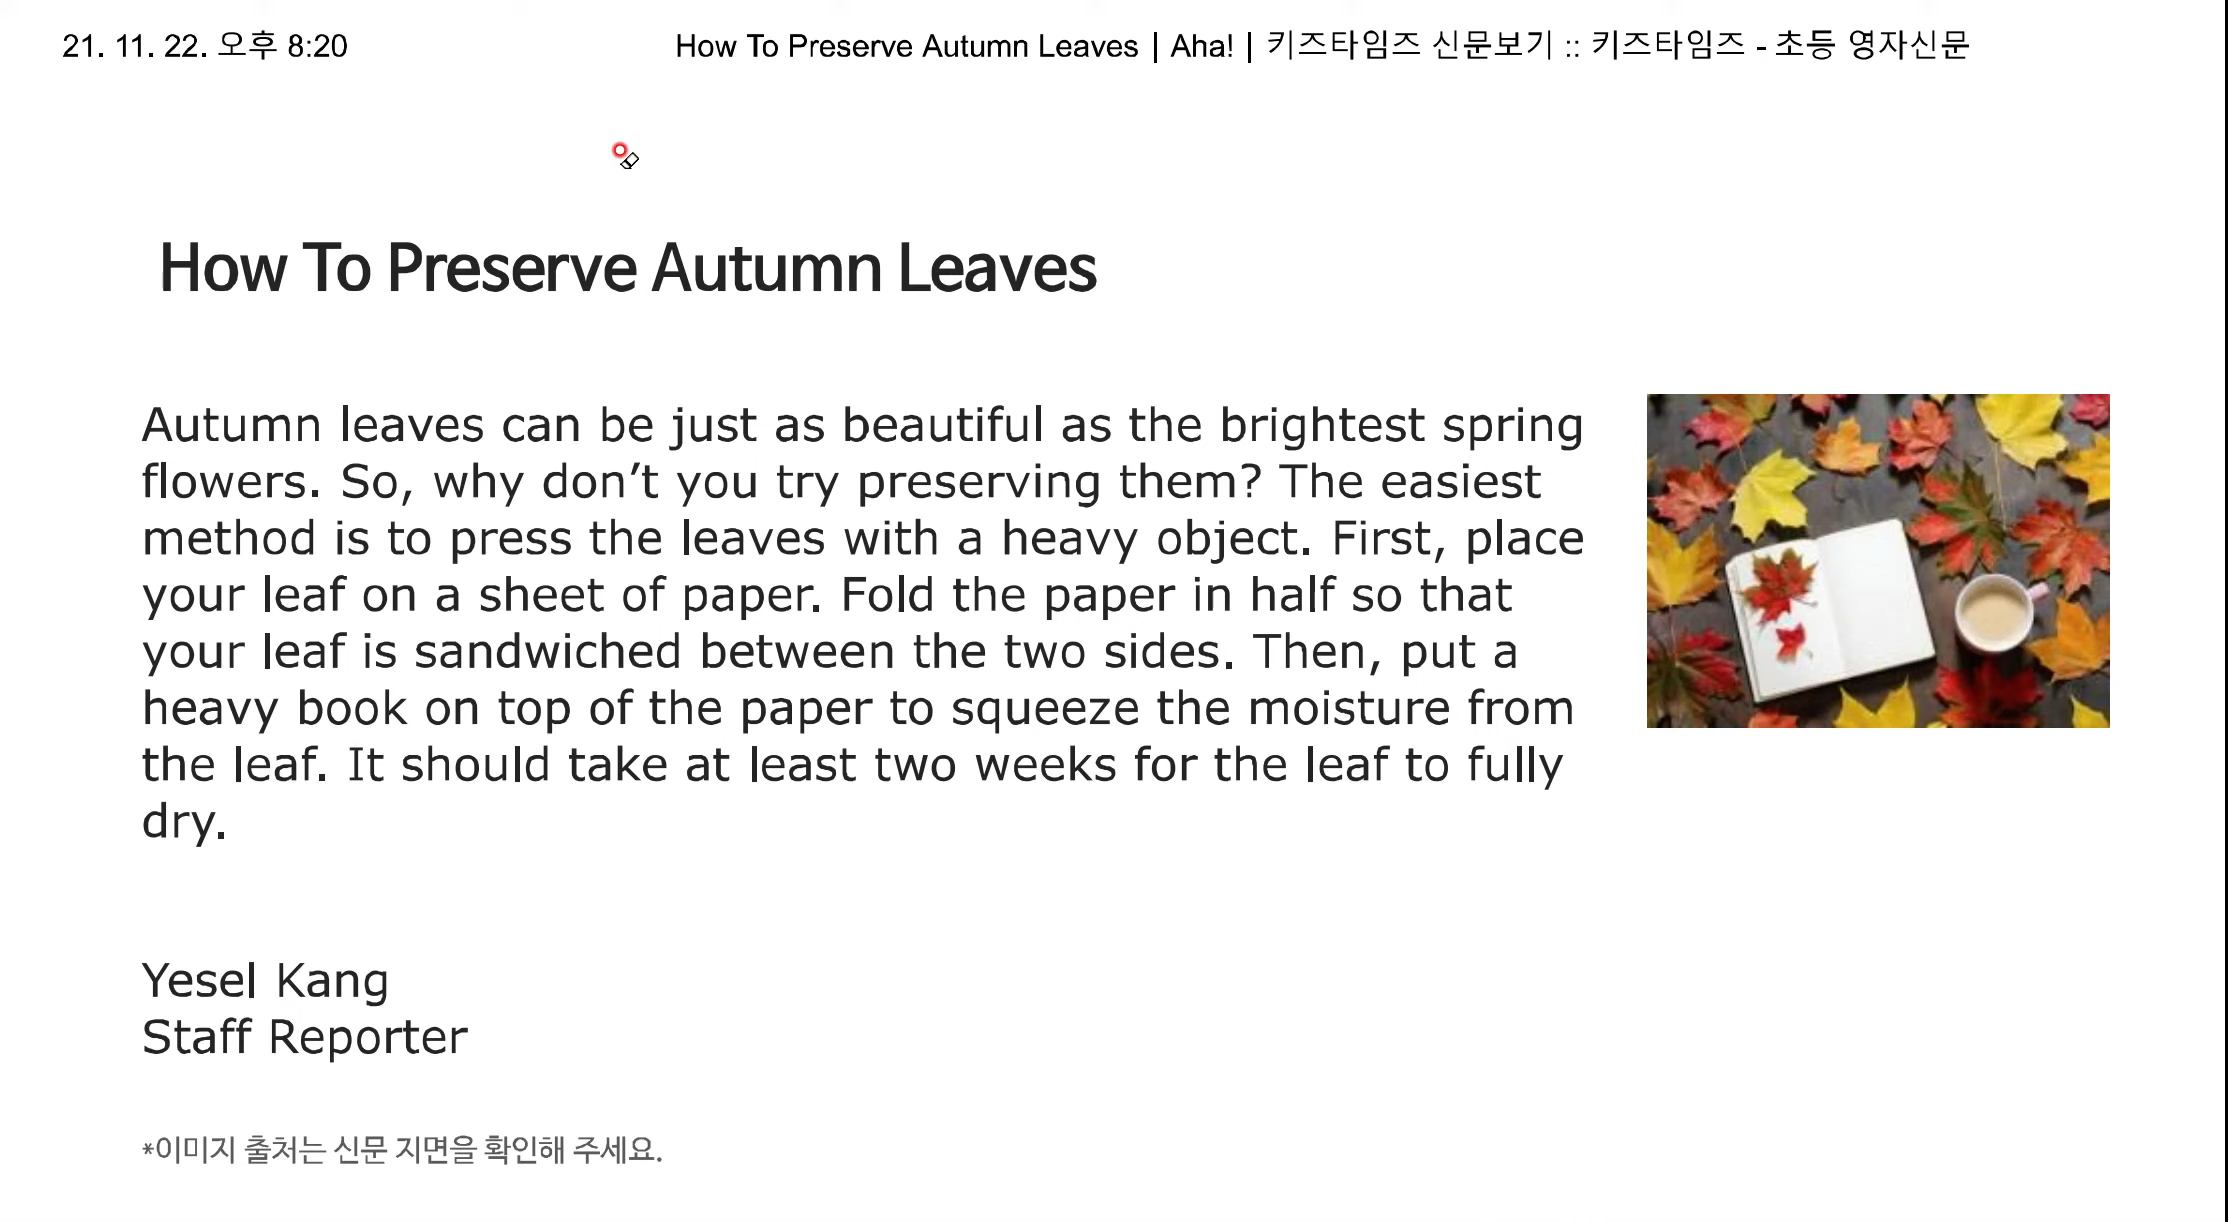 21. 11. 22. 오후 8:20
How To Preserve Autumn Leaves | Aha! | 키즈타임즈 신문보기 :: 키즈타임즈 - 초등 영자신문
How To Preserve Autumn Leaves
Autumn leaves can be just as beautiful as the brightest spring
flowers. So, why don’t you try preserving them? The easiest
method is to press the leaves with a heavy object. First, place
your leaf on a sheet of paper. Fold the paper in half so that
your leaf is sandwiched between the two sides. Then, put a
heavy book on top of the paper to squeeze the moisture from
the leaf. It should take at least two weeks for the leaf to fully
dry.
Yesel Kang
Staff Reporter
*이미지 출처는 신문 지면을 확인해 주세요.